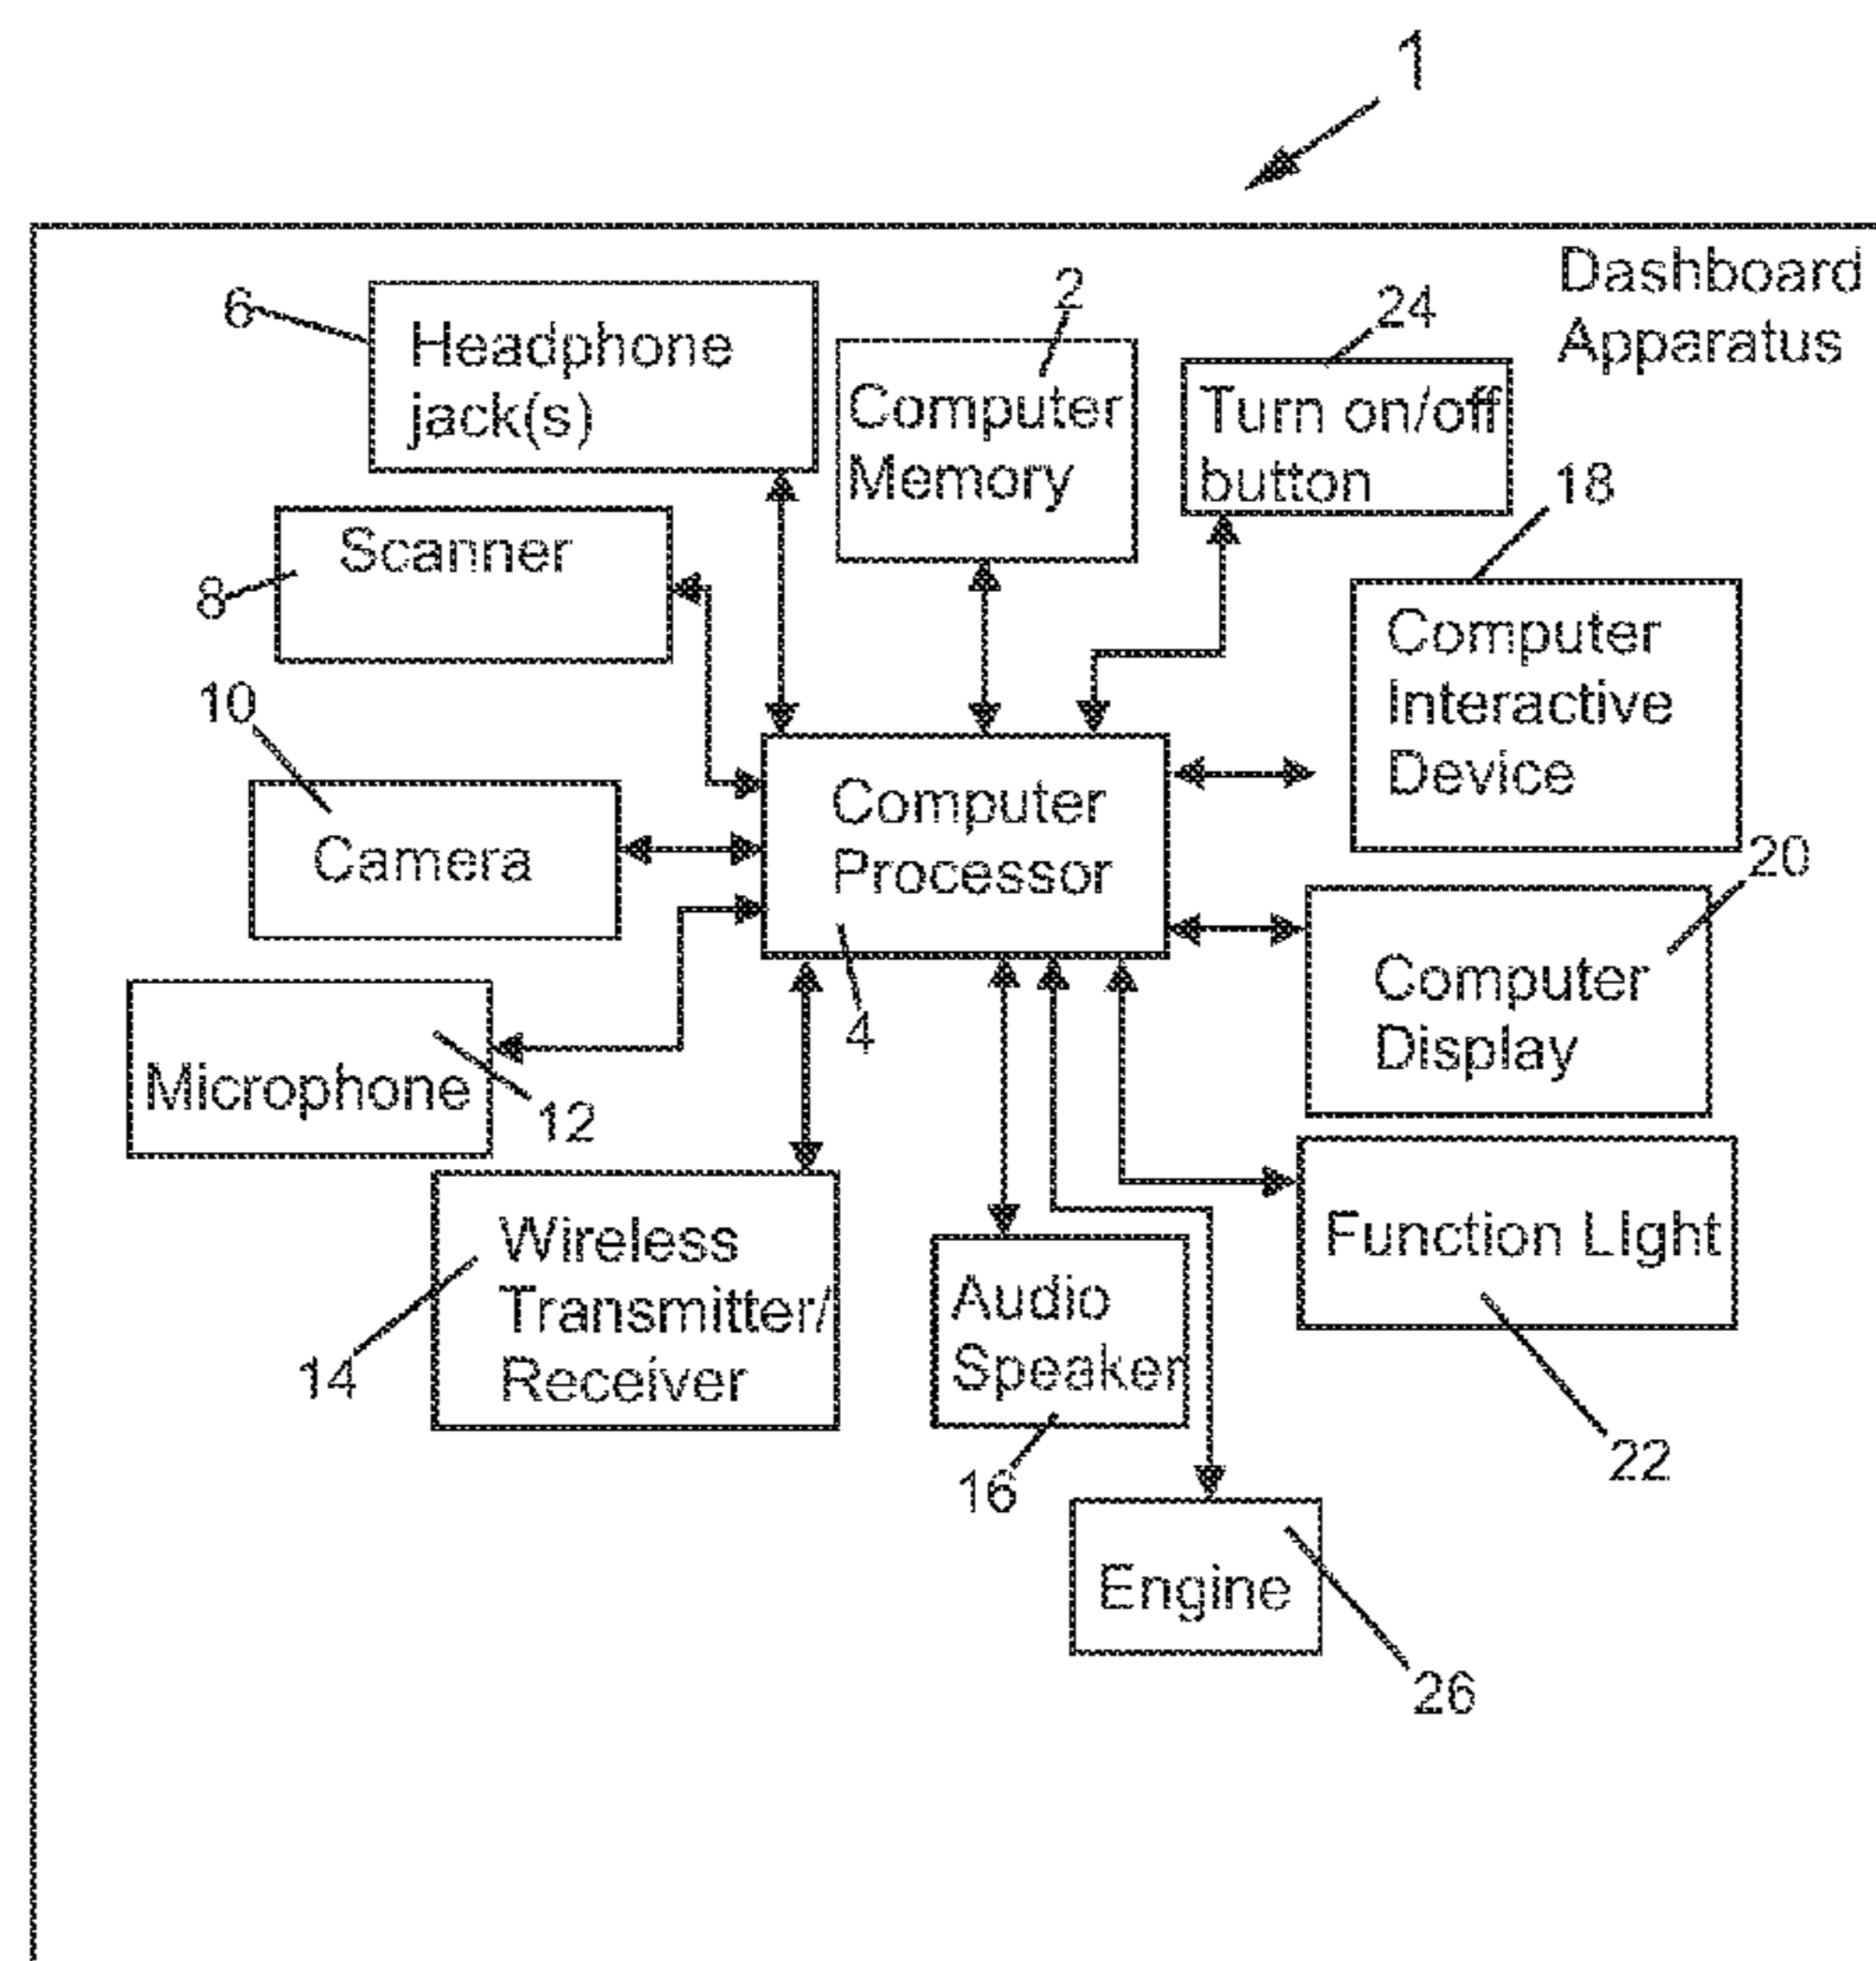 1
Dashboard
Apparatus
6
Headphone
jack(s)
2
Computer
Memory
24
Turn on/off
button
8
Scanner
18
Computer
Interactive
Device
10
Camera
Computer
Processor
4
20
Computer
Display
Microphone
12
Wireless
Transmitter/
Receiver
14
Audio
Speaker
16
Function LIght
22
Engine
26